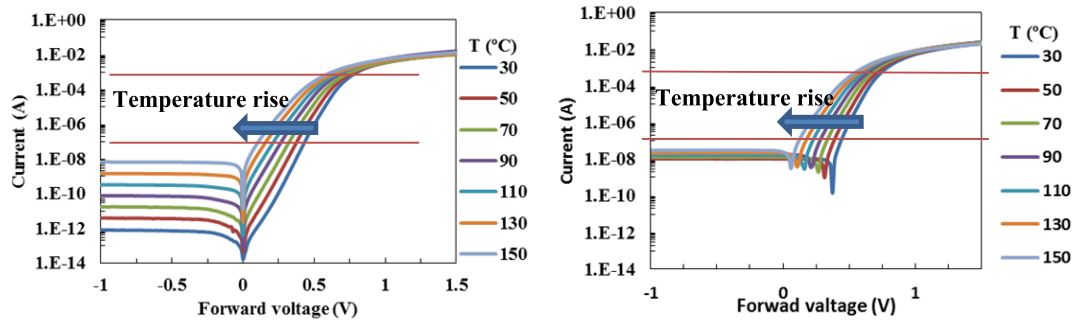 1.E+00
1.E-02
1.E-04
1.E-06
1.E-08
1.E-10
1.E-12
1.E-14
Current (A)
Temperature rise
-1
-0.5
0
0.5
1
1.5
Forward voltage (V)
T (ºC)
30
50
70
90
110
130
150
1.E+00
1.E-02
1.E-04
1.E-06
1.E-08
1.E-10
1.E-12
1.E-14
Current (A)
Temperature rise
-1
0
1
Forwad valtage (V)
T (ºC)
30
50
70
90
110
130
150